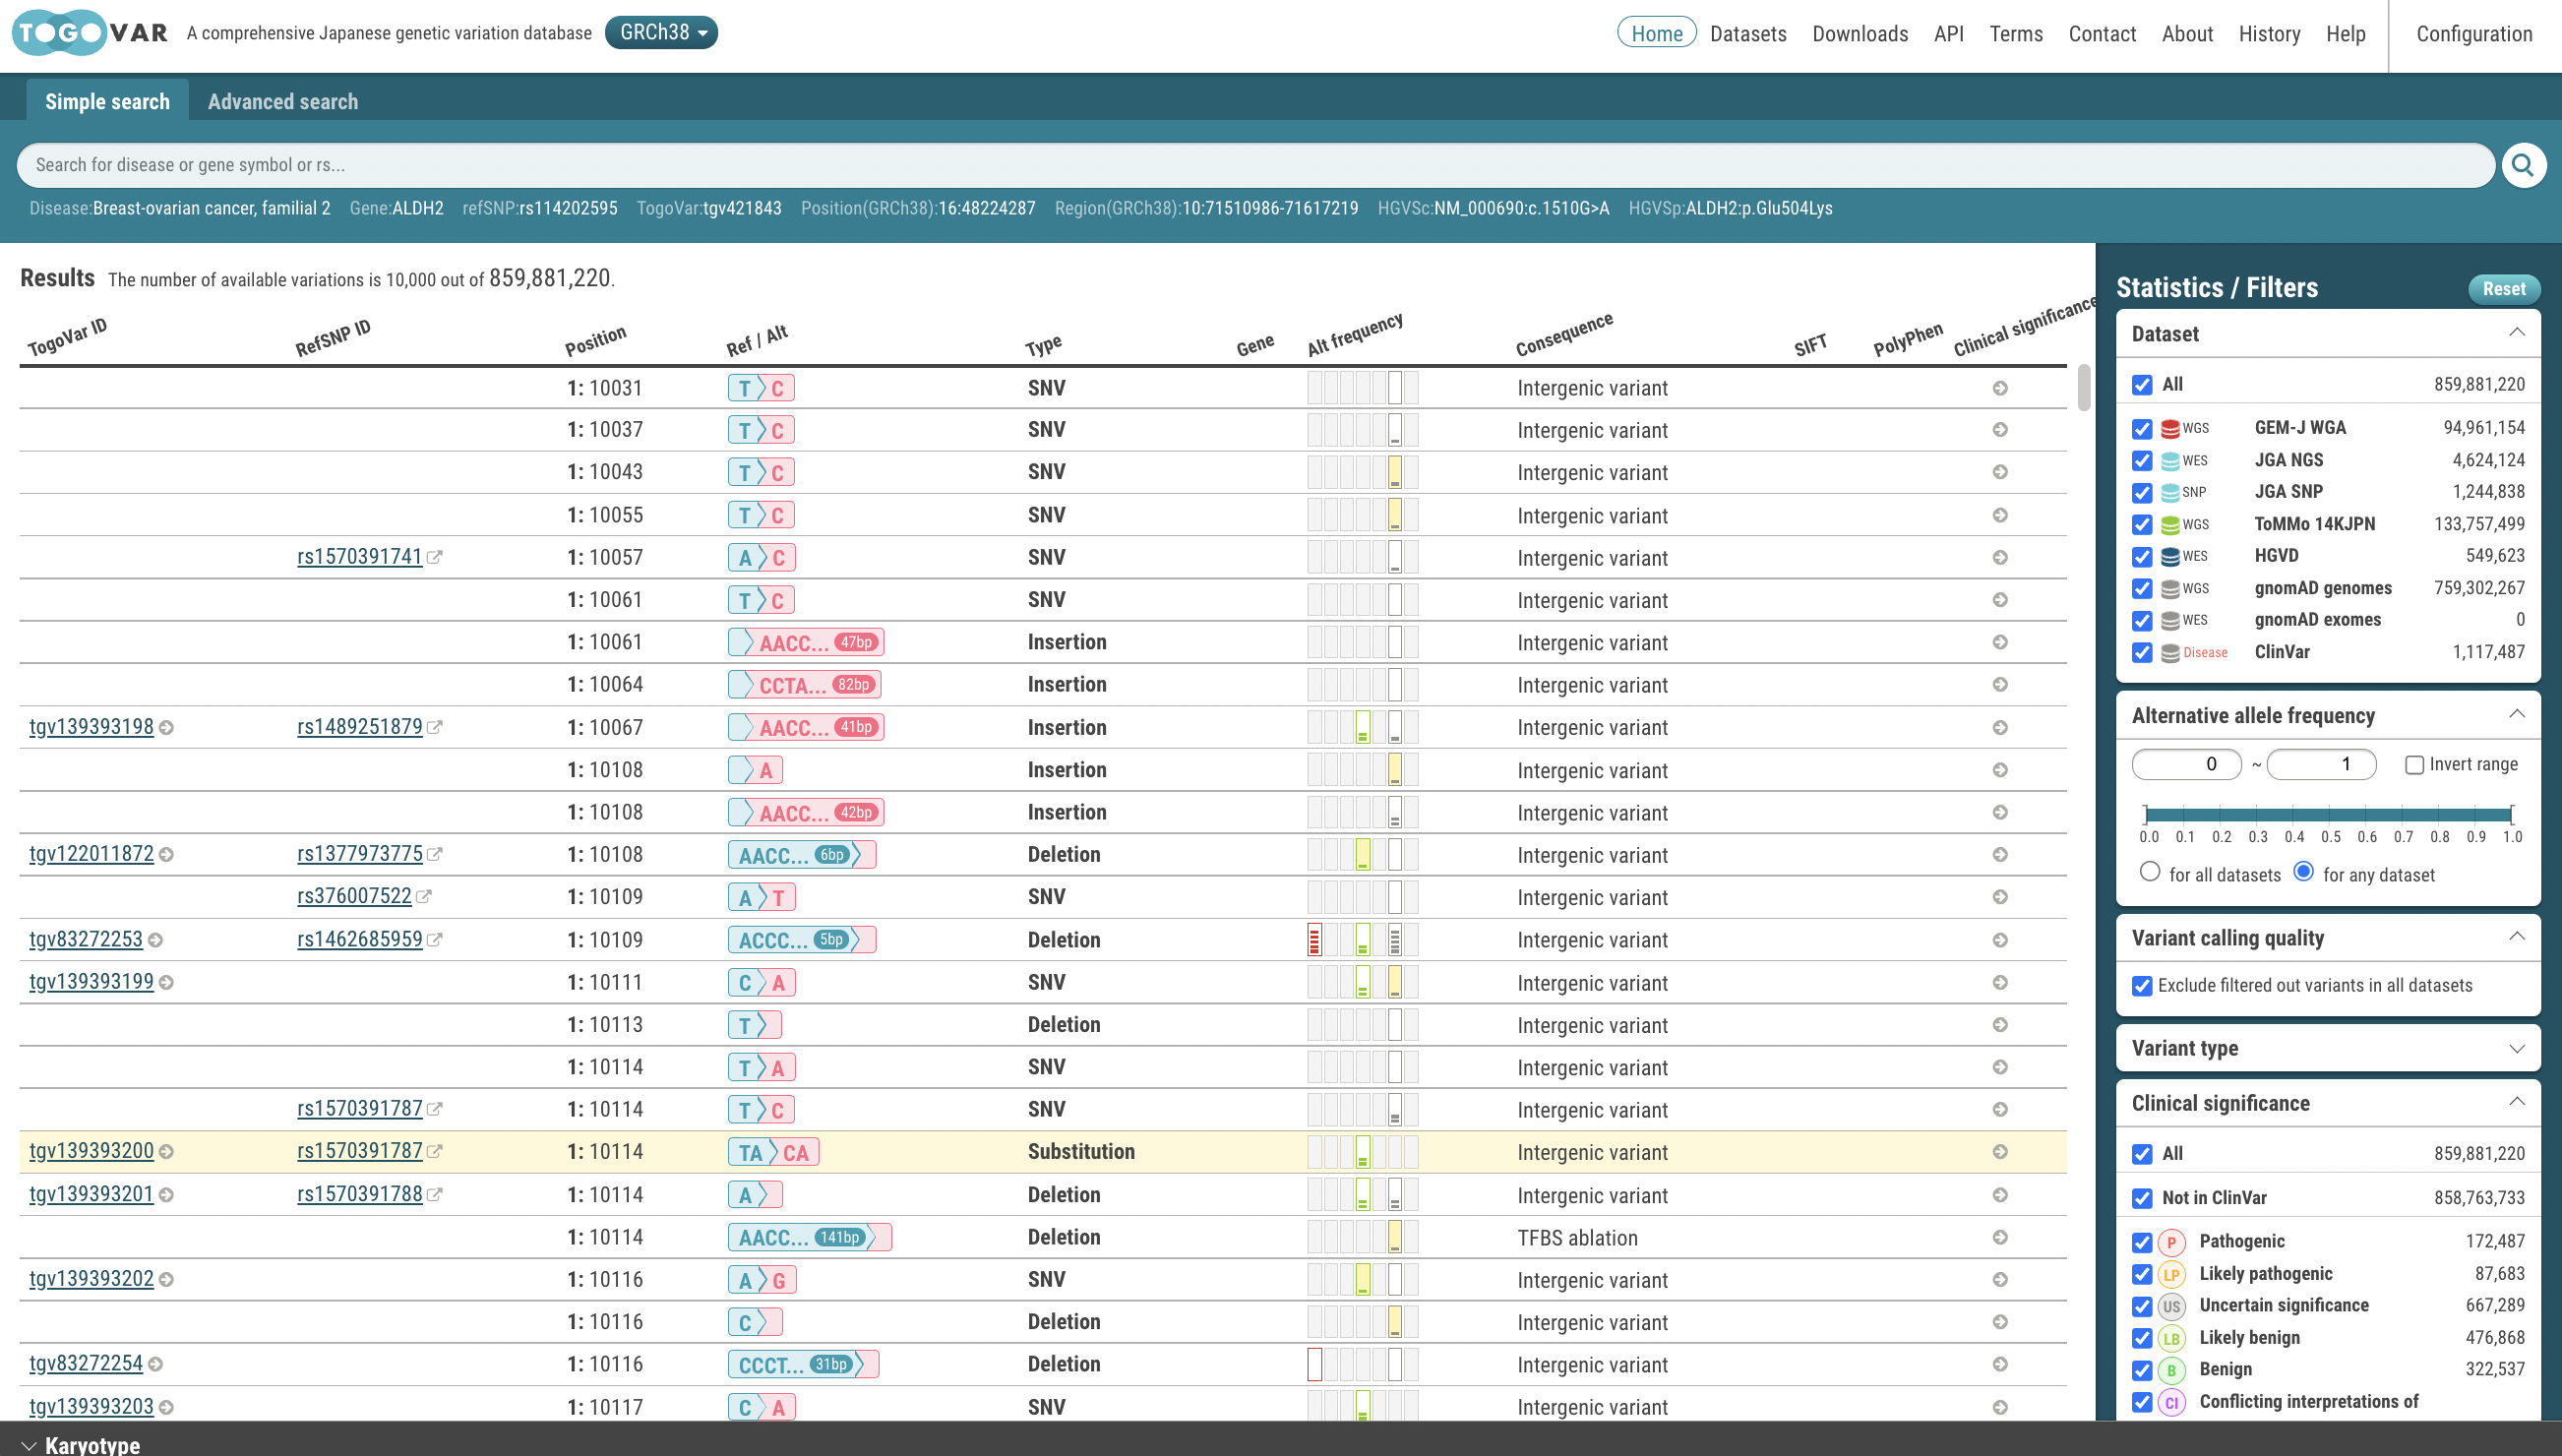 TOGOVAR A comprehensive Japanese genetic variation database GRCh38
Home Datasets Downloads API Terms Contact About History Help Configuration
Simple search Advanced search
Search for disease or gene symbol or rs...
Disease:Breast-ovarian cancer, familial 2 Gene:ALDH2 refSNP:rs114202595 TogoVar:tgv421843 Position(GRCh38):16:48224287 Region(GRCh38):10:71510986-71617219 HGVSc:NM_000690:c.1510G>A HGVSp:ALDH2:p.Glu504Lys
Results The number of available variations is 10,000 out of 859,881,220.
TogoVar ID RefSNP ID Position Ref / Alt Type Gene Alt frequency Consequence SIFT PolyPhen Clinical significance
1: 10031 T C SNV Intergenic variant
1: 10037 T C SNV Intergenic variant
1: 10043 T C SNV Intergenic variant
1: 10055 T C SNV Intergenic variant
rs1570391741 1: 10057 A C SNV Intergenic variant
1: 10061 T C SNV Intergenic variant
1: 10061 AACC... 47bp Insertion Intergenic variant
1: 10064 CCTA... 82bp Insertion Intergenic variant
tgv139393198 rs1489251879 1: 10067 AACC... 41bp Insertion Intergenic variant
1: 10108 A Insertion Intergenic variant
1: 10108 AACC... 42bp Insertion Intergenic variant
tgv122011872 rs1377973775 1: 10108 AACC... 6bp Deletion Intergenic variant
rs376007522 1: 10109 A T SNV Intergenic variant
tgv83272253 rs1462685959 1: 10109 ACCC... 5bp Deletion Intergenic variant
tgv139393199 1: 10111 C A SNV Intergenic variant
1: 10113 T Deletion Intergenic variant
1: 10114 T A SNV Intergenic variant
rs1570391787 1: 10114 T C SNV Intergenic variant
tgv139393200 rs1570391787 1: 10114 TA CA Substitution Intergenic variant
tgv139393201 rs1570391788 1: 10114 A Deletion Intergenic variant
1: 10114 AACC... 141bp Deletion TFBS ablation
tgv139393202 1: 10116 A G SNV Intergenic variant
1: 10116 C Deletion Intergenic variant
tgv83272254 1: 10116 CCCT... 31bp Deletion Intergenic variant
tgv139393203 1: 10117 C A SNV Intergenic variant
Karyotype
Statistics / Filters Reset
Dataset
All 859,881,220
WGS GEM-J WGA 94,961,154
WES JGA NGS 4,624,124
SNP JGA SNP 1,244,838
WGS ToMMo 14KJPN 133,757,499
WES HGVD 549,623
WGS gnomAD genomes 759,302,267
WES gnomAD exomes 0
Disease ClinVar 1,117,487
Alternative allele frequency
0 ~ 1 Invert range
0.0 0.1 0.2 0.3 0.4 0.5 0.6 0.7 0.8 0.9 1.0
for all datasets for any dataset
Variant calling quality
Exclude filtered out variants in all datasets
Variant type
Clinical significance
All 859,881,220
Not in ClinVar 858,763,733
P Pathogenic 172,487
LP Likely pathogenic 87,683
US Uncertain significance 667,289
LB Likely benign 476,868
B Benign 322,537
CI Conflicting interpretations of